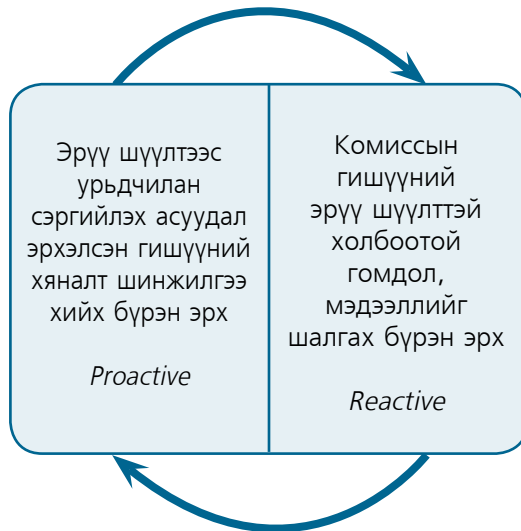 Эрүү шүүлтээс
урьдчилан
сэргийлэх асуудал
эрхэлсэн гишүүний
хяналт шинжилгээ
хийх бүрэн эрх
Proactive
Комиссын
гишүүний
эрүү шүүлттэй
холбоотой
гомдол,
мэдээллийг
шалгах бүрэн эрх
Reactive